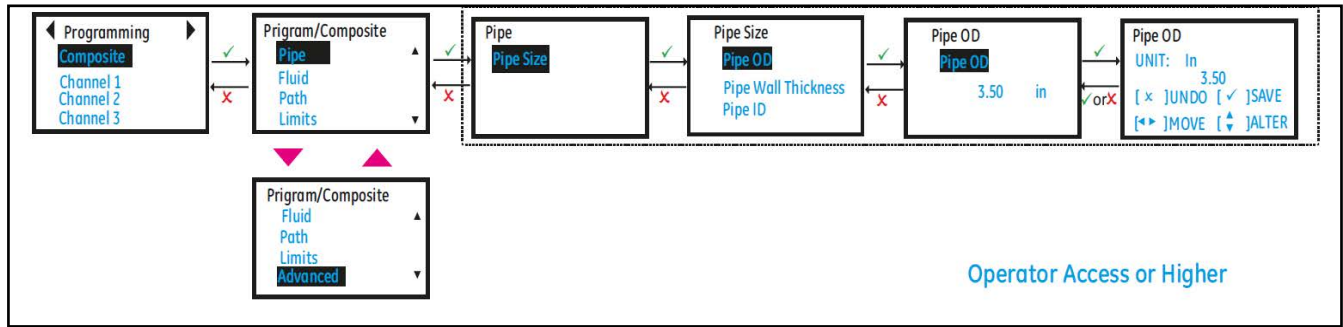 Programming
Composite
Channel 1
Channel 2
Channel 3
Prigram/Composite
Pipe
Fluid
Path
Limits
Pipe
Pipe Size
Pipe Size
Pipe OD
Pipe Wall Thickness
Pipe ID
Pipe OD
Pipe OD
3.50 in
✓orX
Pipe OD
UNIT: In
3.50
[ x ]UNDO [ ✓ ]SAVE
[◄► ]MOVE [▲▼ ]ALTER
Prigram/Composite
Fluid
Path
Limits
Advanced
Operator Access or Higher